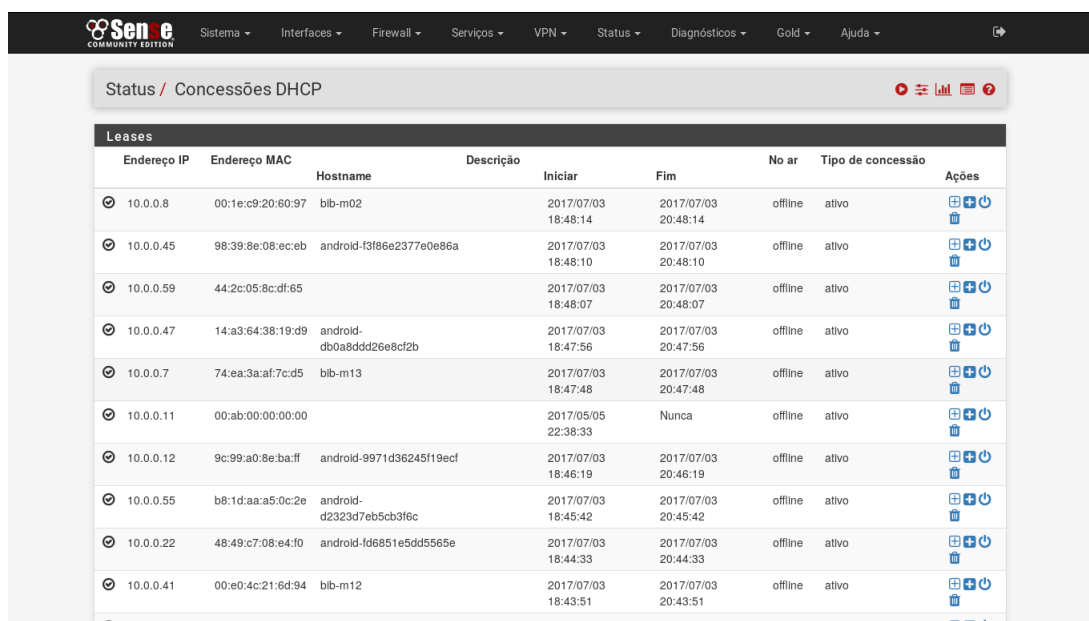 Sense
COMMUNITY EDITION
Sistema Interfaces Firewall Serviços VPN Status Diagnósticos Gold Ajuda
Status / Concessões DHCP
Leases
Endereço IP Endereço MAC Descrição No ar Tipo de concessão
Hostname Iniciar Fim Ações
10.0.0.8 00:1e:c9:20:60:97 bib-m02 2017/07/03 2017/07/03 offline ativo
18:48:14 20:48:14
10.0.0.45 98:39:8e:08:ec:eb android-f3f86e2377e0e86a 2017/07/03 2017/07/03 offline ativo
18:48:10 20:48:10
10.0.0.59 44:2c:05:8c:df:65 2017/07/03 2017/07/03 offline ativo
18:48:07 20:48:07
10.0.0.47 14:a3:64:38:19:d9 android- 2017/07/03 2017/07/03 offline ativo
db0a8ddd26e8cf2b 18:47:56 20:47:56
10.0.0.7 74:ea:3a:af:7c:d5 bib-m13 2017/07/03 2017/07/03 offline ativo
18:47:48 20:47:48
10.0.0.11 00:ab:00:00:00:00 2017/05/05 Nunca offline ativo
22:38:33
10.0.0.12 9c:99:a0:8e:ba:ff android-9971d36245f19ecf 2017/07/03 2017/07/03 offline ativo
18:46:19 20:46:19
10.0.0.55 b8:1d:aa:a5:0c:2e android- 2017/07/03 2017/07/03 offline ativo
d2323d7eb5cb3f6c 18:45:42 20:45:42
10.0.0.22 48:49:c7:08:e4:f0 android-fd6851e5dd5565e 2017/07/03 2017/07/03 offline ativo
18:44:33 20:44:33
10.0.0.41 00:e0:4c:21:6d:94 bib-m12 2017/07/03 2017/07/03 offline ativo
18:43:51 20:43:51